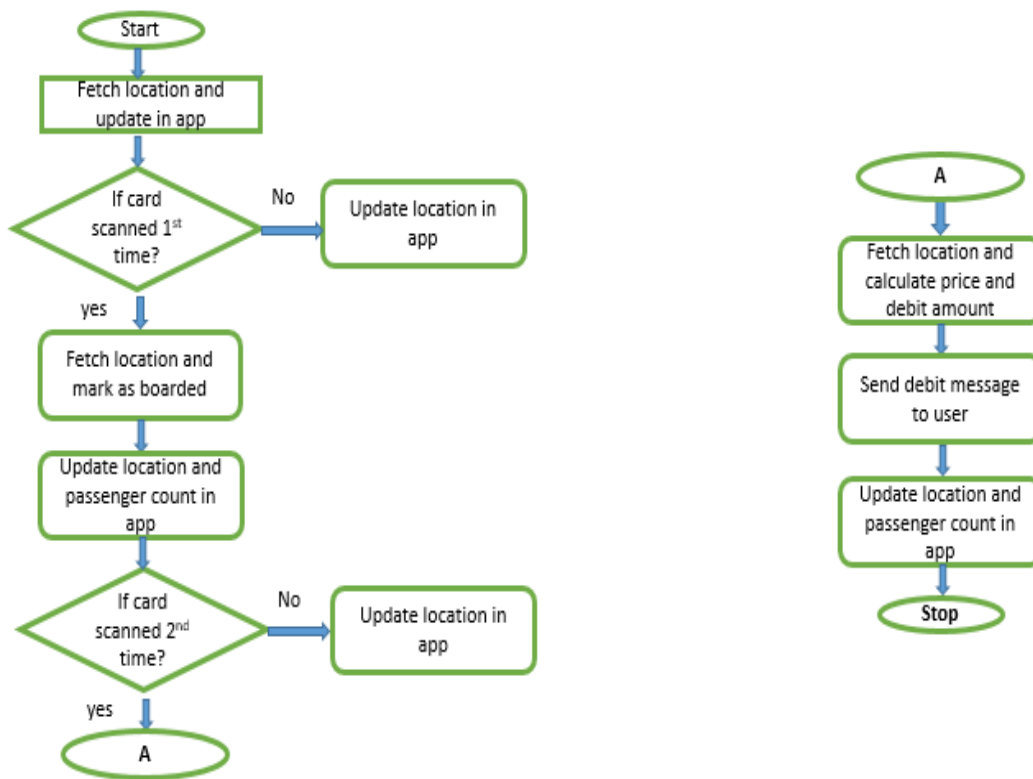 Start
Fetch location and
update in app
If card
scanned 1st
time?
No
Update location in
app
yes
Fetch location and
mark as boarded
Update location and
passenger count in
app
If card
scanned 2nd
time?
No
Update location in
app
yes
A
A
Fetch location and
calculate price and
debit amount
Send debit message
to user
Update location and
passenger count in
app
Stop